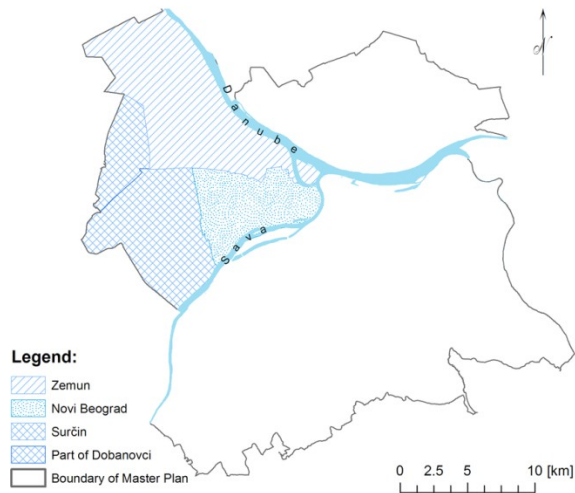 N
Danube
Sava
Legend:
Zemun
Novi Beograd
Surčin
Part of Dobanovci
Boundary of Master Plan
0 2.5 5 10 [km]